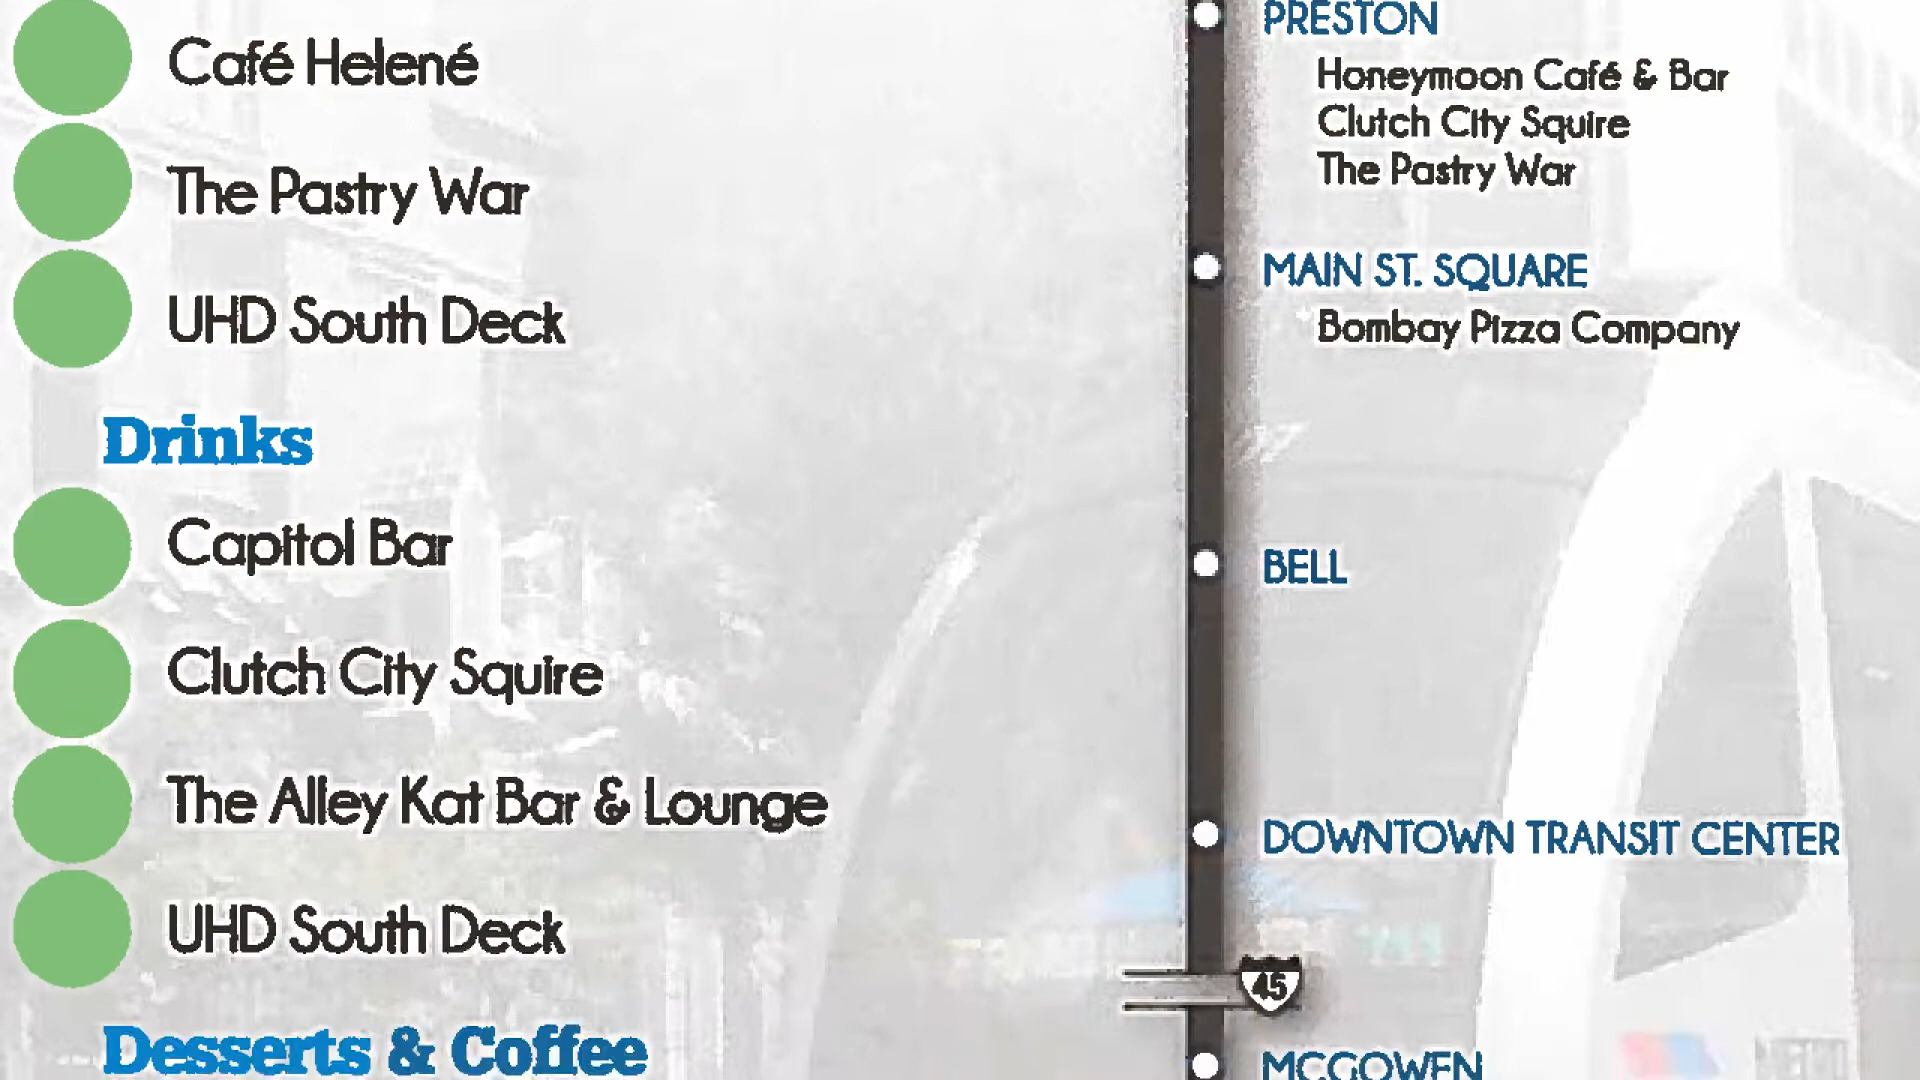 Café Helené
The Pastry War
UHD South Deck
Drinks
Capitol Bar
Clutch City Squire
The Alley Kat Bar & Lounge
UHD South Deck
Desserts & Coffee
PRESTON
Honeymoon Café & Bar
Clutch City Squire
The Pastry War
MAIN ST. SQUARE
Bombay Pizza Company
BELL
DOWNTOWN TRANSIT CENTER
45
MCGOWEN